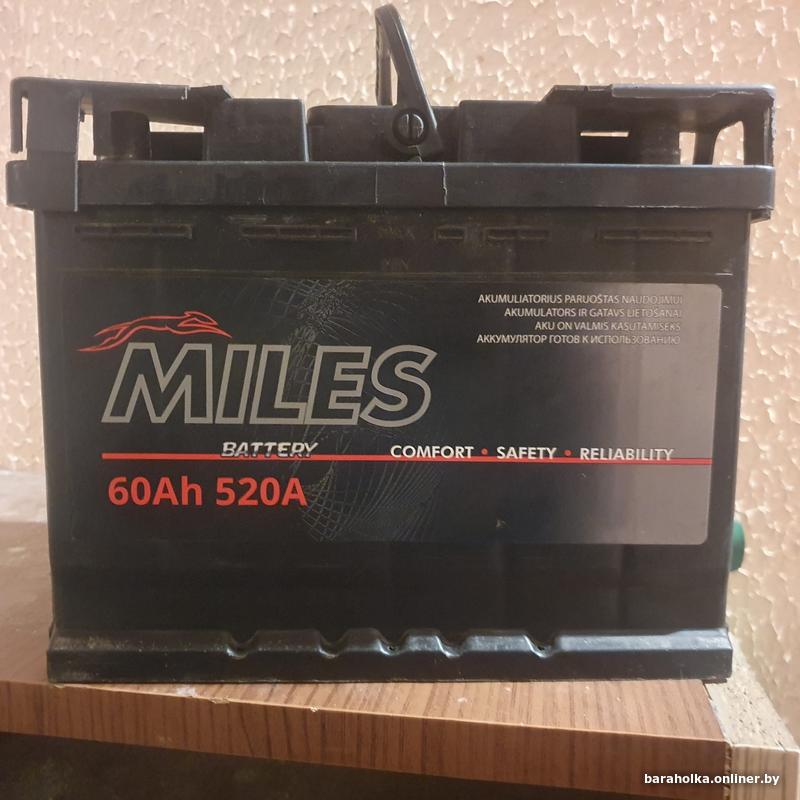 AKUMULIATORIUS PARUOŠTAS NAUDOJIMUI
AKUMULATORS IR GATAVS LIETOŠANAI
AKU ON VALMIS KASUTAMISEKS
АККУМУЛЯТОР ГОТОВ К ИСПОЛЬЗОВАНИЮ
MILES
BATTERY
COMFORT • SAFETY • RELIABILITY
60Ah 520A
baraholka.onliner.by